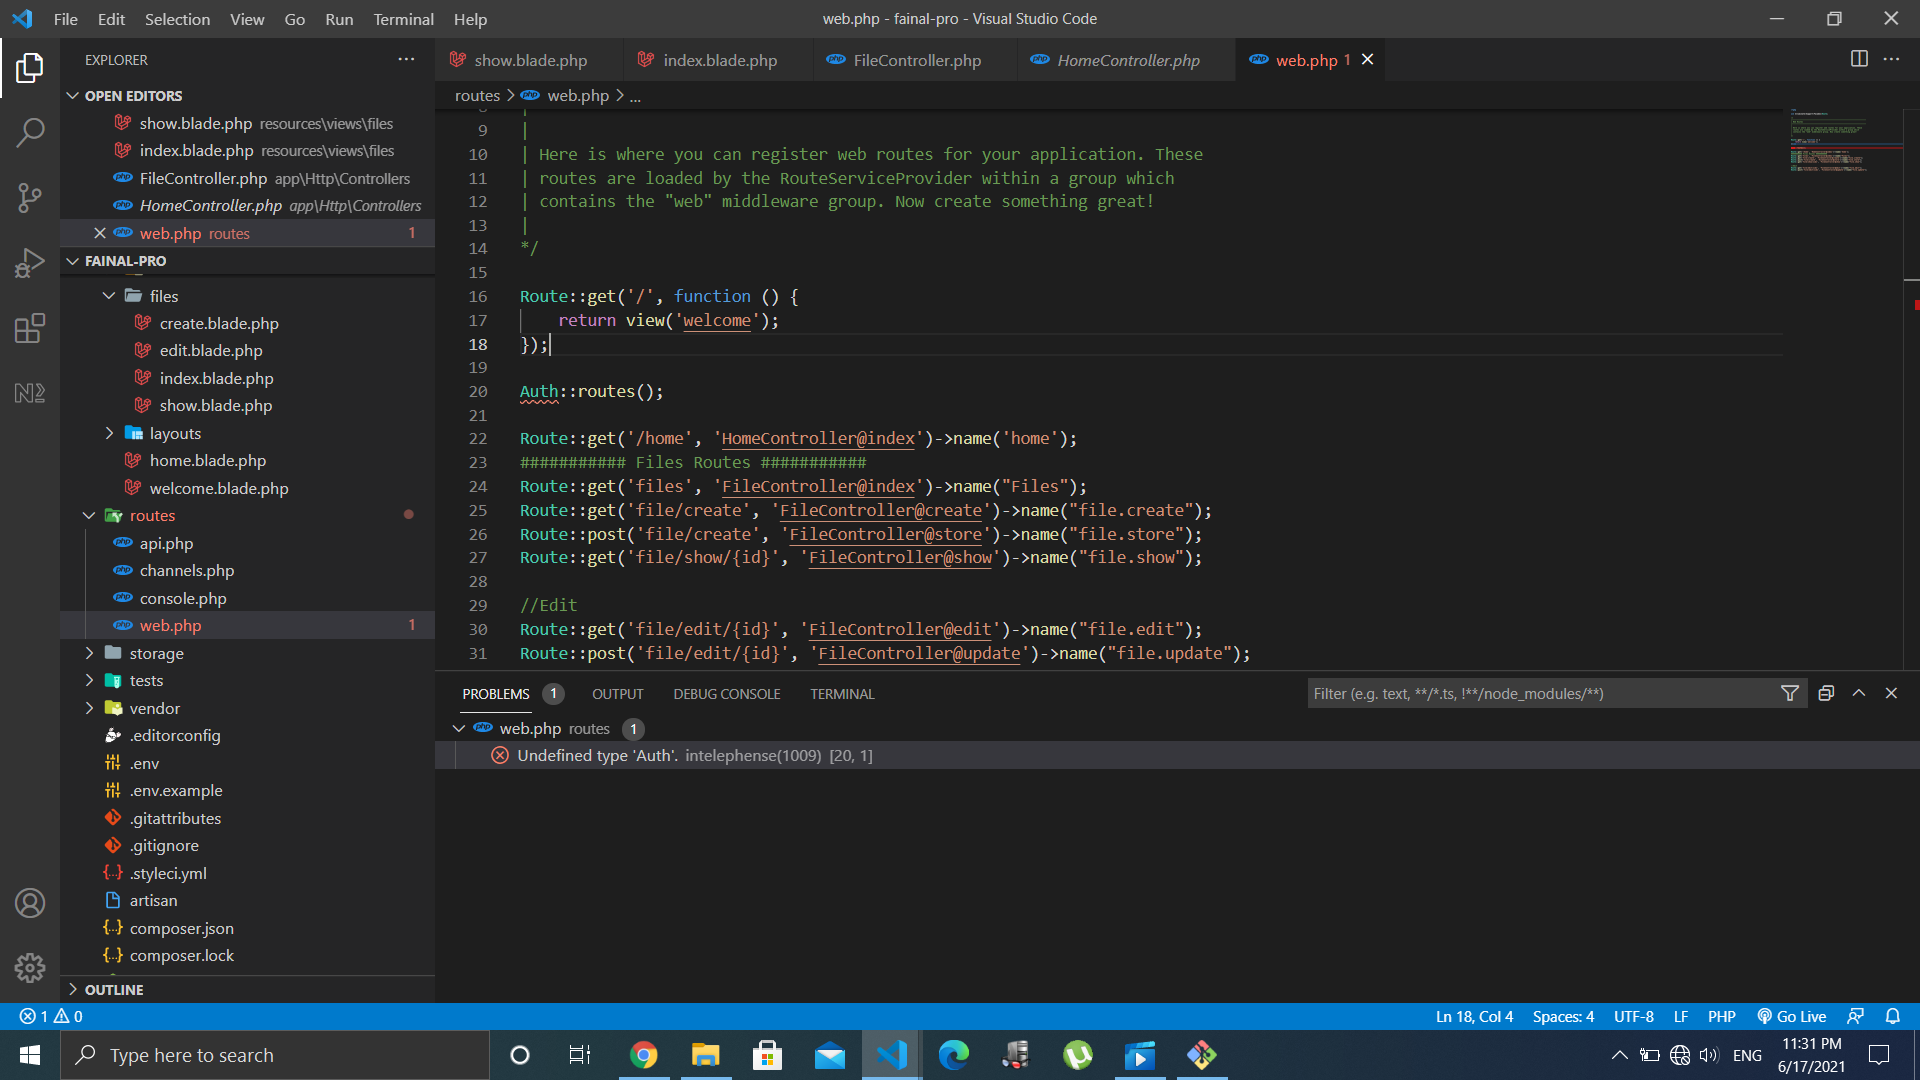 File Edit Selection View Go Run Terminal Help
web.php - fainal-pro - Visual Studio Code
EXPLORER
show.blade.php
index.blade.php
FileController.php
HomeController.php
web.php 1
routes > web.php > ...
OPEN EDITORS
show.blade.php resources\views\files
index.blade.php resources\views\files
FileController.php app\Http\Controllers
HomeController.php app\Http\Controllers
web.php routes 1
FAINAL-PRO
files
create.blade.php
edit.blade.php
index.blade.php
show.blade.php
layouts
home.blade.php
welcome.blade.php
routes
api.php
channels.php
console.php
web.php 1
storage
tests
vendor
.editorconfig
.env
.env.example
.gitattributes
.gitignore
.styleci.yml
artisan
composer.json
composer.lock
OUTLINE
9 |
10 | Here is where you can register web routes for your application. These
11 | routes are loaded by the RouteServiceProvider within a group which
12 | contains the "web" middleware group. Now create something great!
13 |
14 */
15
16 Route::get('/', function () {
17 return view('welcome');
18 });
19
20 Auth::routes();
21
22 Route::get('/home', 'HomeController@index')->name('home');
23 ########### Files Routes ###########
24 Route::get('files', 'FileController@index')->name("Files");
25 Route::get('file/create', 'FileController@create')->name("file.create");
26 Route::post('file/create', 'FileController@store')->name("file.store");
27 Route::get('file/show/{id}', 'FileController@show')->name("file.show");
28
29 //Edit
30 Route::get('file/edit/{id}', 'FileController@edit')->name("file.edit");
31 Route::post('file/edit/{id}', 'FileController@update')->name("file.update");
PROBLEMS 1 OUTPUT DEBUG CONSOLE TERMINAL
Filter (e.g. text, **/*.ts, !**/node_modules/**)
web.php routes 1
Undefined type 'Auth'. intelephense(1009) [20, 1]
1 0
Ln 18, Col 4 Spaces: 4 UTF-8 LF PHP Go Live
Type here to search
ENG
11:31 PM
6/17/2021